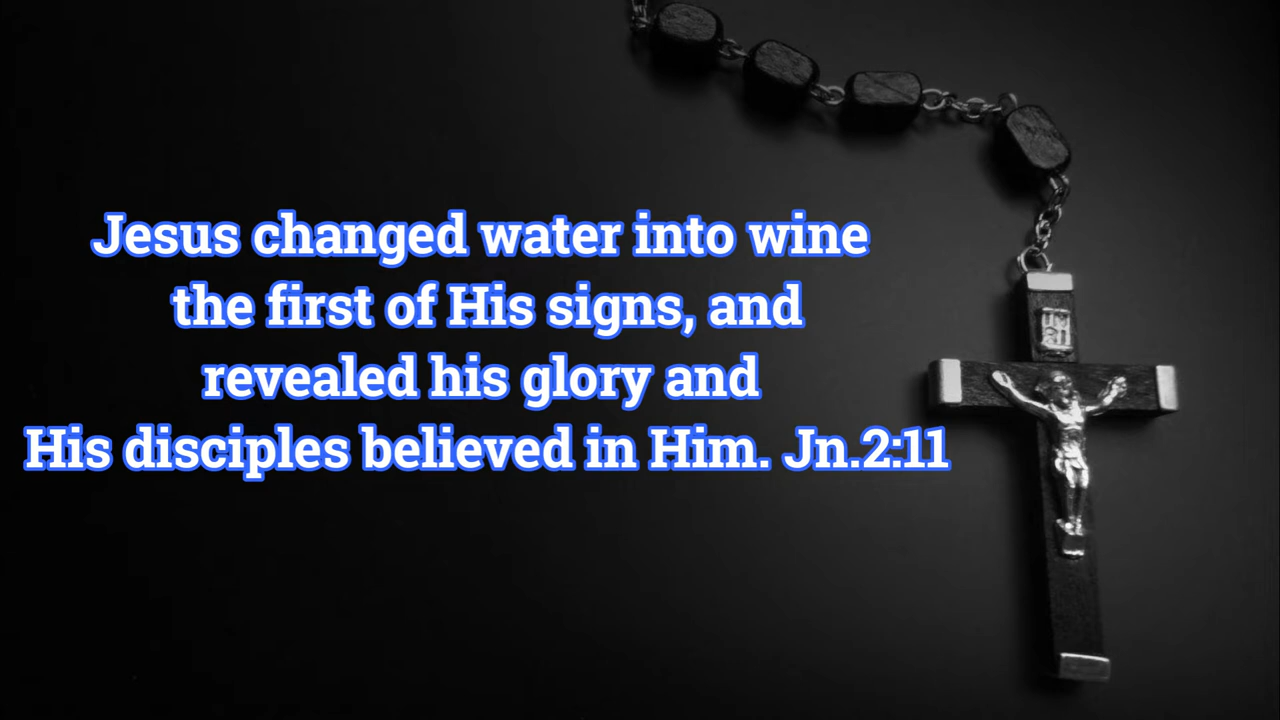 Jesus changed water into wine
the first of His signs, and
revealed his glory and
His disciples believed in Him. Jn.2:11